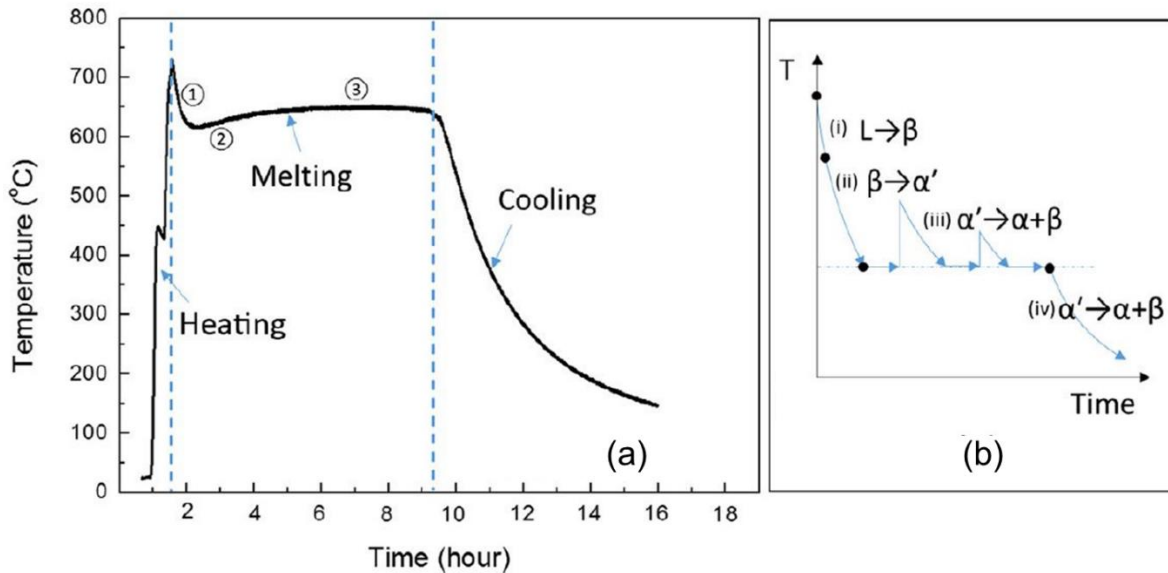 800
700
600
500
400
300
200
100
0
Temperature (°C)
①
②
③
Melting
Cooling
Heating
(a)
2
4
6
8
10
12
14
16
18
Time (hour)
T
(i) L→β
(ii) β→α′
(iii) α′→α+β
(iv) α′→α+β
Time
(b)